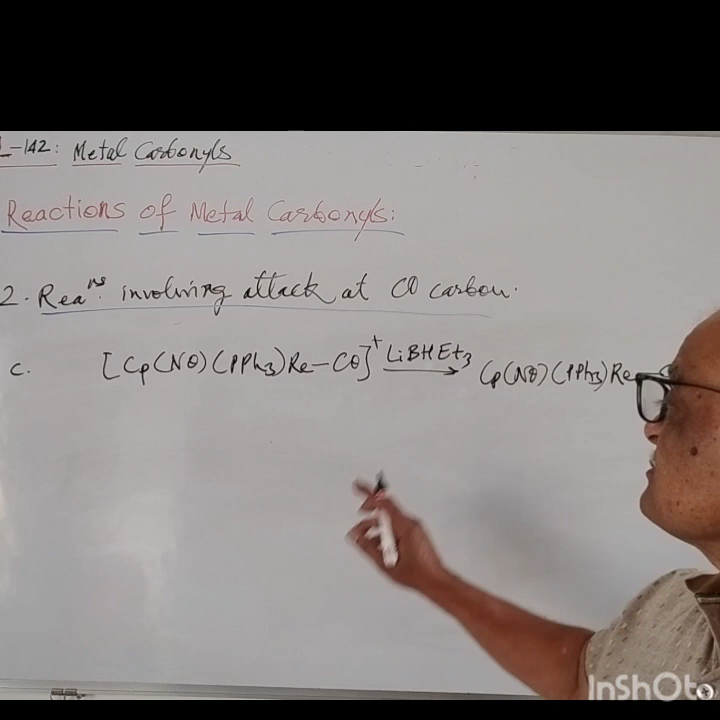 L-142: Metal Carbonyls
Reactions of Metal Carbonyls:
2. Reaⁿˢ. involving attack at CO carbon.
c. [Cp(NO)(PPh₃)Re-CO]⁺ LiBHEt₃ → Cp(NO)(PPh₃)Re
InShOt